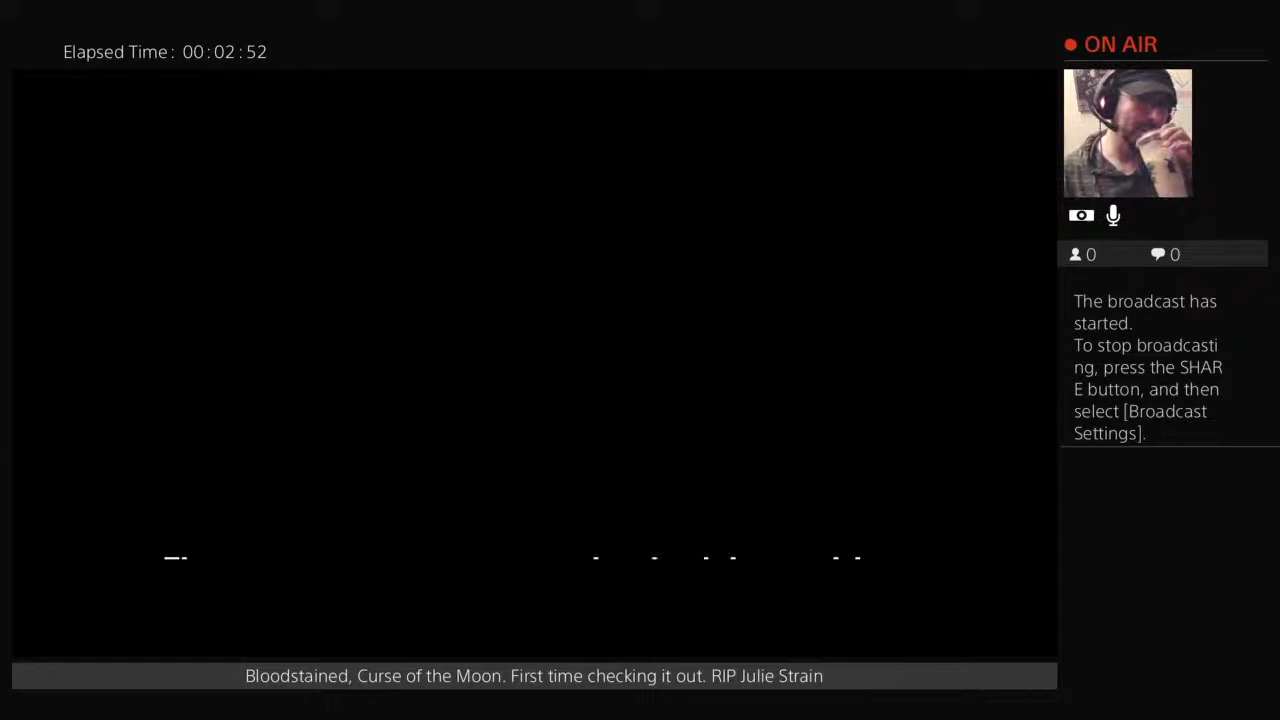 Elapsed Time: 00:02:52
ON AIR
0 0
The broadcast has
started.
To stop broadcasti
ng, press the SHAR
E button, and then
select [Broadcast
Settings].
Bloodstained, Curse of the Moon. First time checking it out. RIP Julie Strain